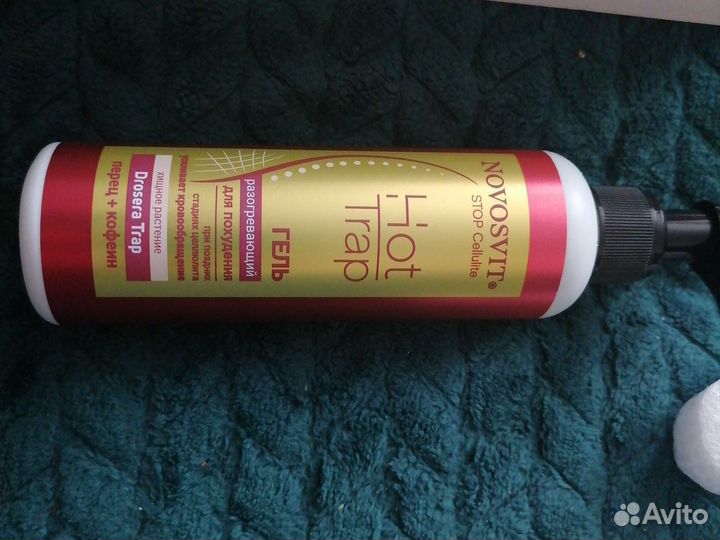 NOVOSVIT®
STOP Cellulite
Hot
Trap
разогревающий
ГЕЛЬ
для похудения
при поздних
стадиях целлюлита
усиливает кровообращение
хищное растение
Drosera Trap
перец + кофеин
Avito